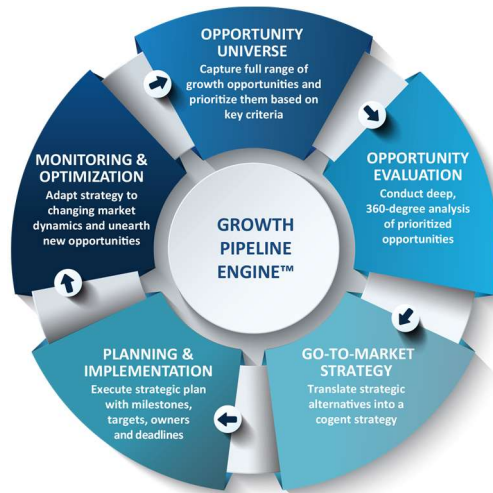 OPPORTUNITY
UNIVERSE
Capture full range of
growth opportunities and
prioritize them based on
key criteria
OPPORTUNITY
EVALUATION
Conduct deep,
360-degree analysis
of prioritized
opportunities
GO-TO-MARKET
STRATEGY
Translate strategic
alternatives into a
cogent strategy
PLANNING &
IMPLEMENTATION
Execute strategic plan
with milestones,
targets, owners
and deadlines
MONITORING &
OPTIMIZATION
Adapt strategy to
changing market
dynamics and unearth
new opportunities
GROWTH
PIPELINE
ENGINE™